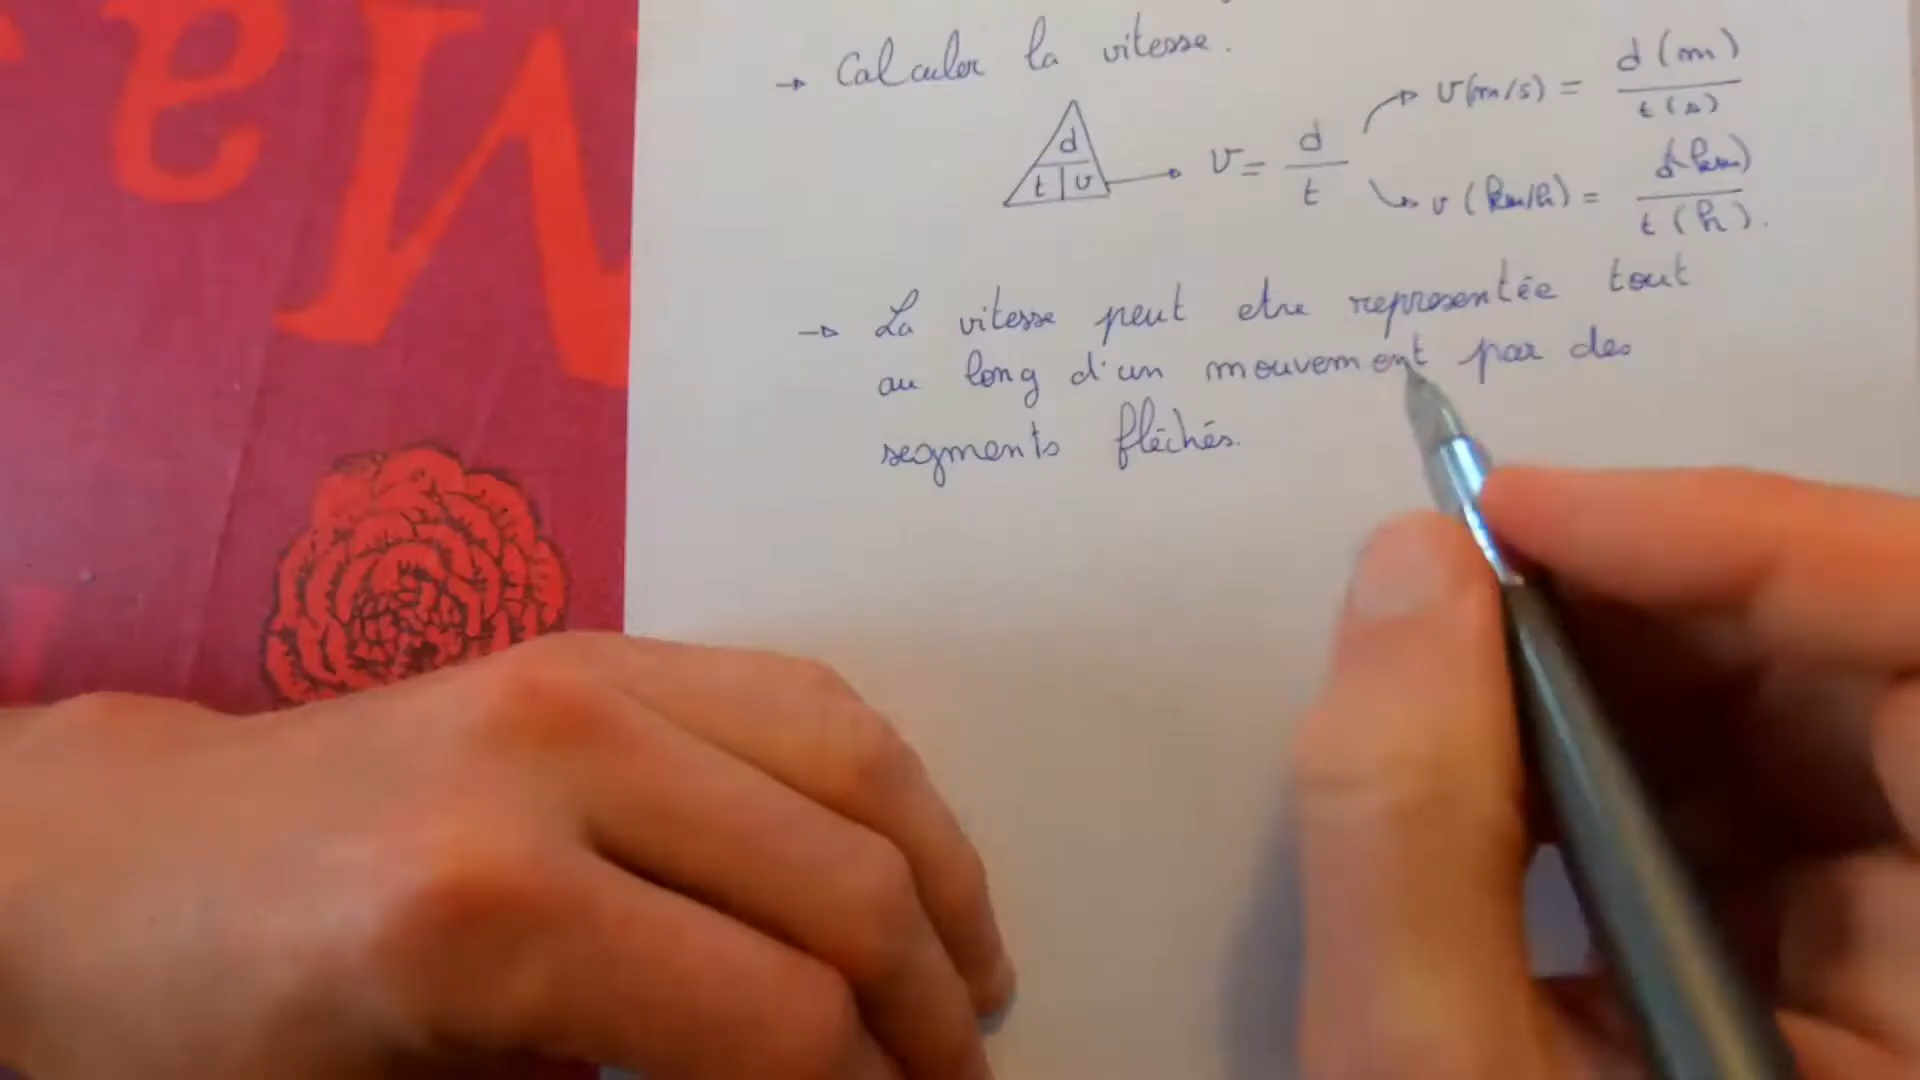 Ma
→ Calculer la vitesse.
d
t | v
→ v = d / t
→ v (m/s) = d (m) / t (s)
→ v (km/h) = d (km) / t (h).
→ La vitesse peut etre representée tout
au long d'un mouvement par des
segments fléchés.